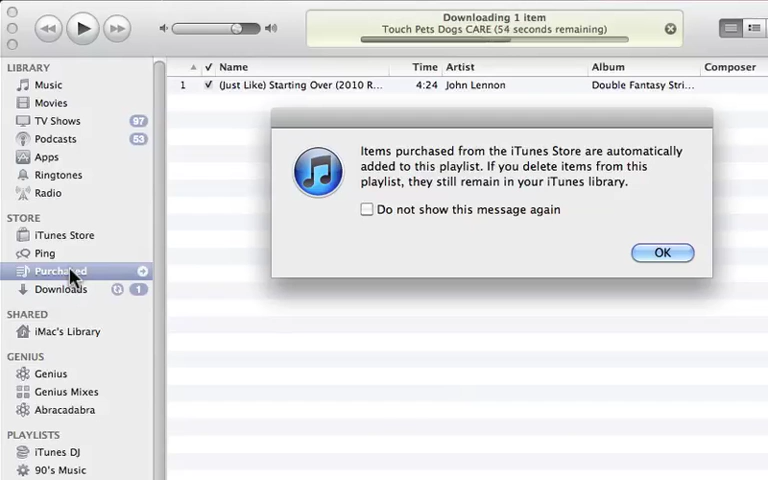 Downloading 1 item
Touch Pets Dogs CARE (54 seconds remaining)
LIBRARY
Music
Movies
TV Shows 97
Podcasts 53
Apps
Ringtones
Radio
STORE
iTunes Store
Ping
Purchased
Downloads 1
SHARED
iMac's Library
GENIUS
Genius
Genius Mixes
Abracadabra
PLAYLISTS
iTunes DJ
90's Music
Name Time Artist Album Composer
1 (Just Like) Starting Over (2010 R... 4:24 John Lennon Double Fantasy Stri...
Items purchased from the iTunes Store are automatically
added to this playlist. If you delete items from this
playlist, they still remain in your iTunes library.
Do not show this message again
OK